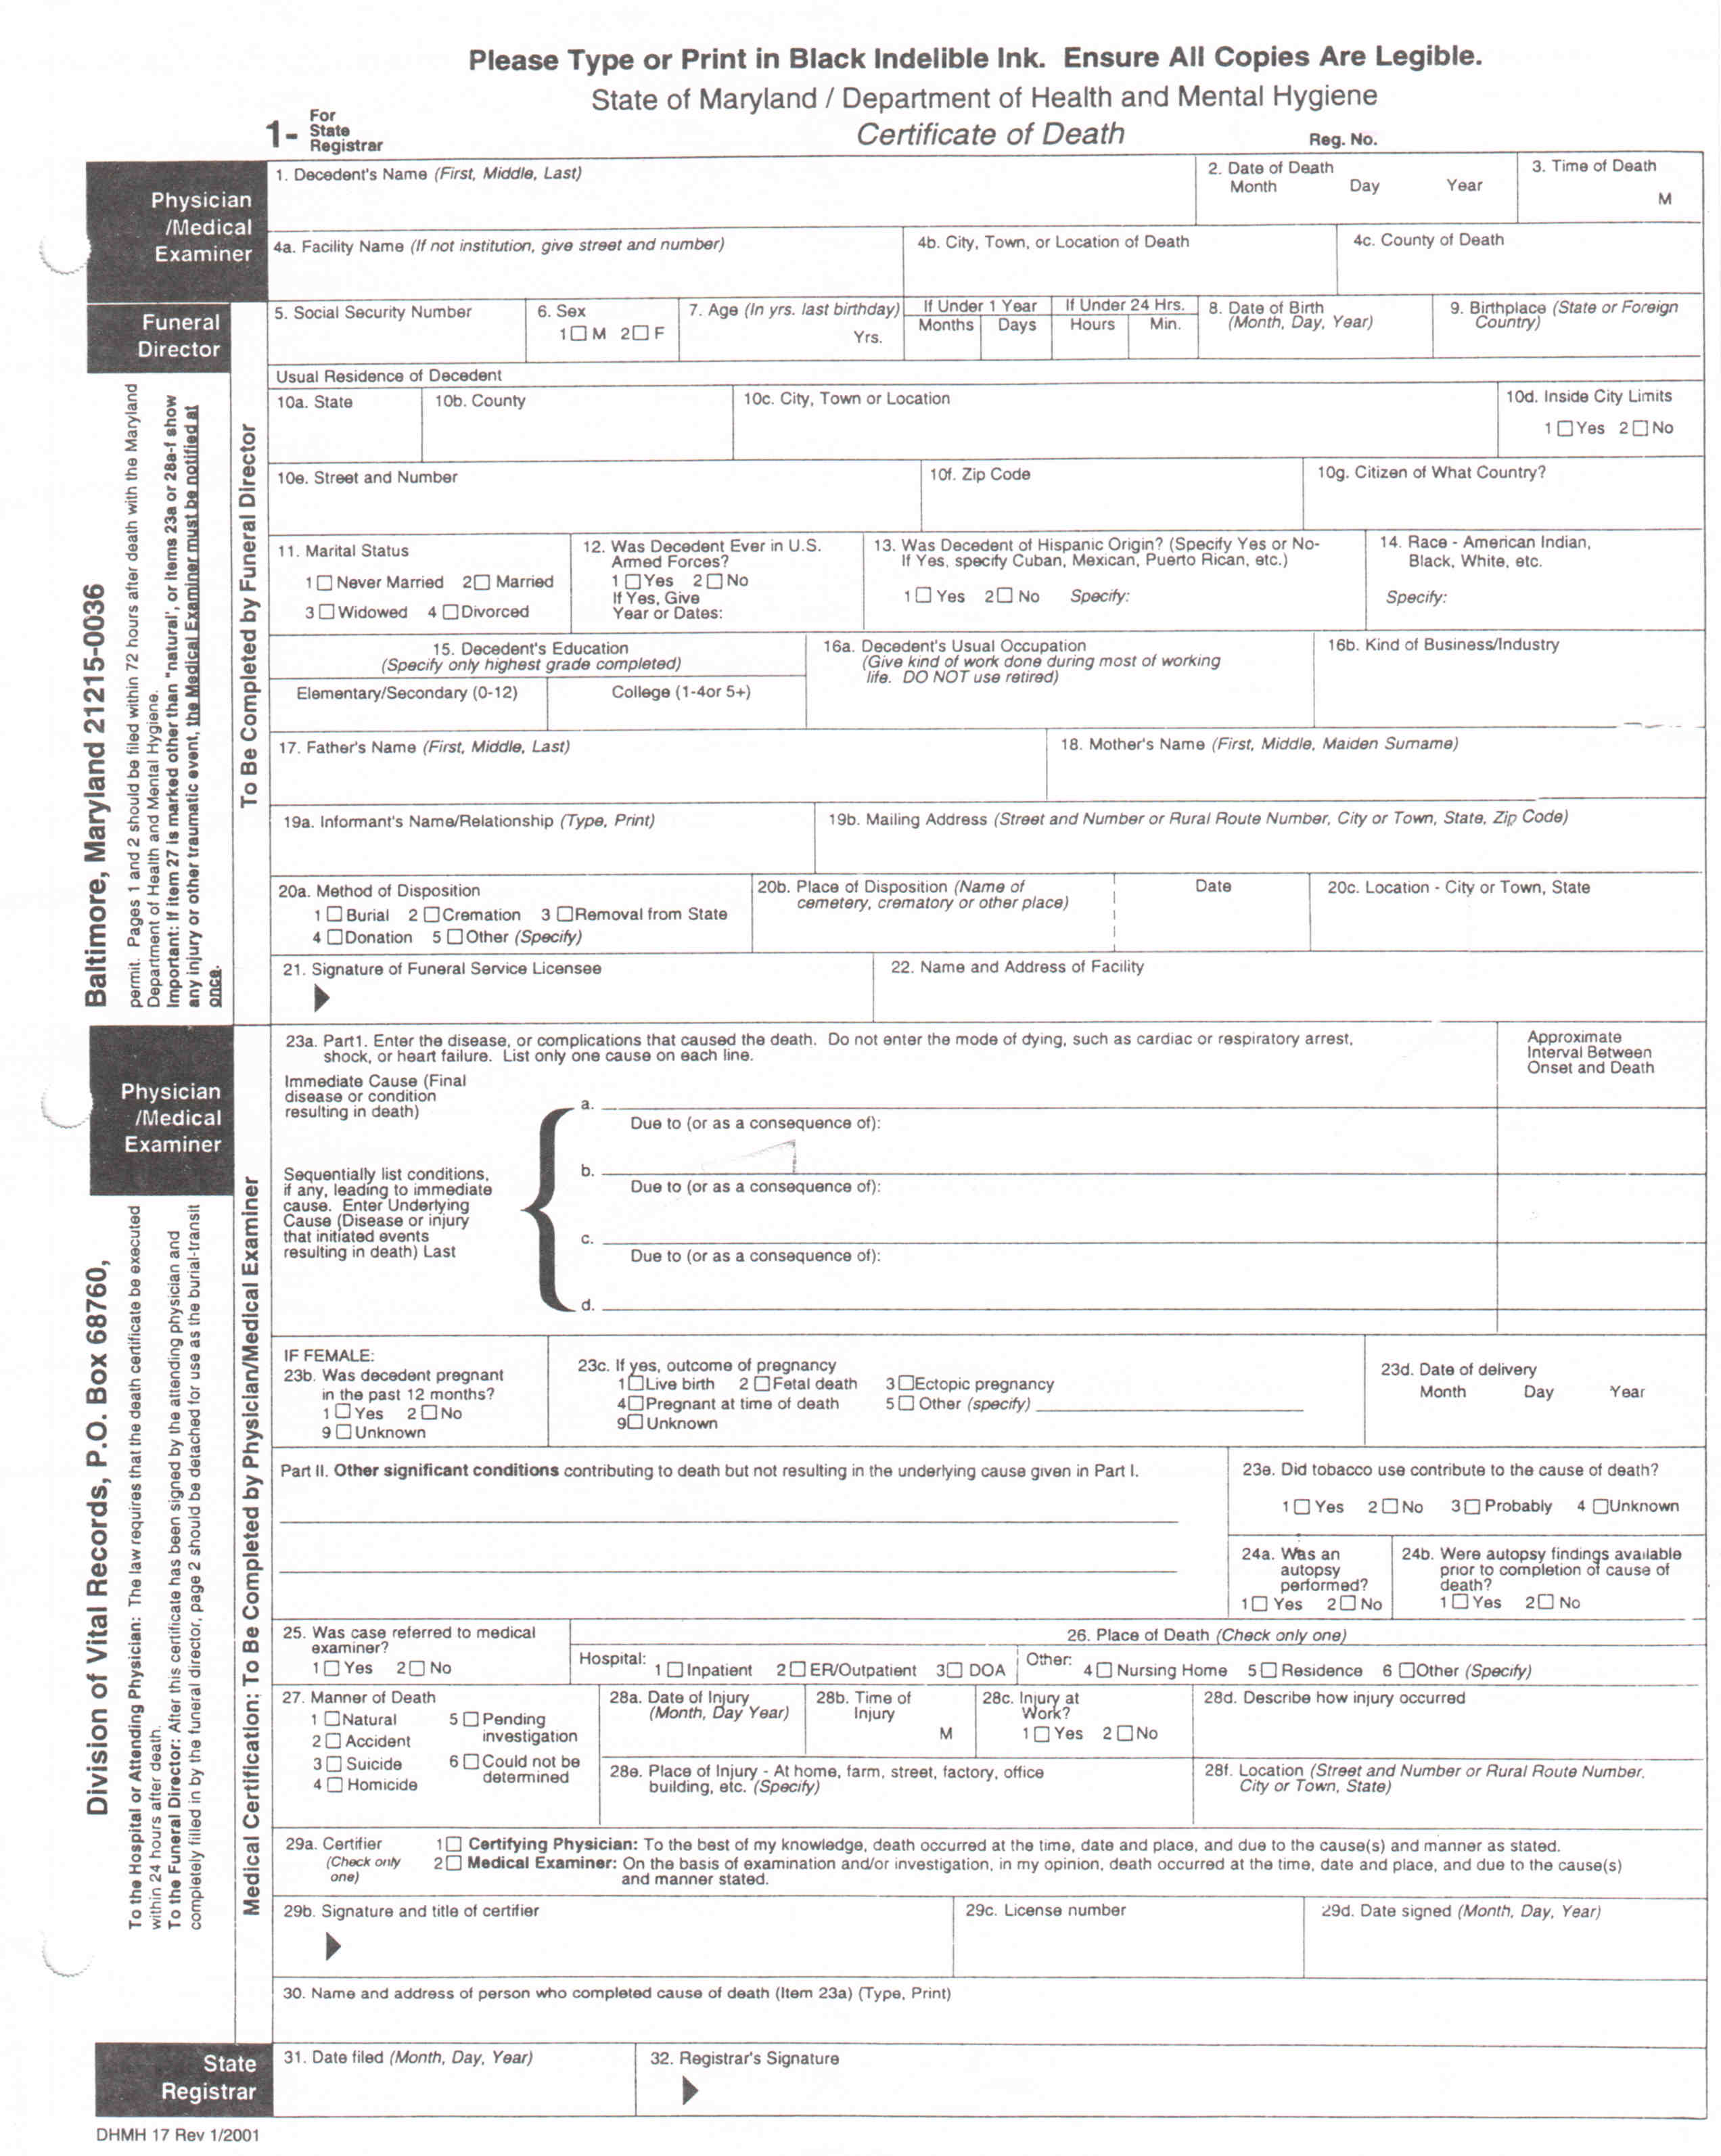 Please Type or Print in Black Indelible Ink. Ensure All Copies Are Legible.
State of Maryland / Department of Health and Mental Hygiene
Certificate of Death
1- For
State
Registrar
Reg. No.
Physician
/Medical
Examiner
1. Decedent's Name (First, Middle, Last)
2. Date of Death
Month Day Year
3. Time of Death
M
4a. Facility Name (If not institution, give street and number)
4b. City, Town, or Location of Death
4c. County of Death
Funeral
Director
5. Social Security Number
6. Sex
1☐ M 2☐ F
7. Age (In yrs. last birthday)
Yrs.
If Under 1 Year
Months Days
If Under 24 Hrs.
Hours Min.
8. Date of Birth
(Month, Day, Year)
9. Birthplace (State or Foreign
Country)
To Be Completed by Funeral Director
Usual Residence of Decedent
10a. State
10b. County
10c. City, Town or Location
10d. Inside City Limits
1 ☐ Yes 2 ☐ No
10e. Street and Number
10f. Zip Code
10g. Citizen of What Country?
11. Marital Status
1 ☐ Never Married 2☐ Married
3 ☐ Widowed 4 ☐ Divorced
12. Was Decedent Ever in U.S.
Armed Forces?
1 ☐ Yes 2 ☐ No
If Yes, Give
Year or Dates:
13. Was Decedent of Hispanic Origin? (Specify Yes or No-
If Yes, specify Cuban, Mexican, Puerto Rican, etc.)
1 ☐ Yes 2☐ No Specify:
14. Race - American Indian,
Black, White, etc.
Specify:
15. Decedent's Education
(Specify only highest grade completed)
Elementary/Secondary (0-12)
College (1-4or 5+)
16a. Decedent's Usual Occupation
(Give kind of work done during most of working
life. DO NOT use retired)
16b. Kind of Business/Industry
17. Father's Name (First, Middle, Last)
18. Mother's Name (First, Middle, Maiden Surname)
19a. Informant's Name/Relationship (Type, Print)
19b. Mailing Address (Street and Number or Rural Route Number, City or Town, State, Zip Code)
20a. Method of Disposition
1 ☐ Burial 2 ☐ Cremation 3 ☐ Removal from State
4 ☐ Donation 5 ☐ Other (Specify)
20b. Place of Disposition (Name of
cemetery, crematory or other place)
Date
20c. Location - City or Town, State
21. Signature of Funeral Service Licensee
22. Name and Address of Facility
Physician
/Medical
Examiner
Medical Certification: To Be Completed by Physician/Medical Examiner
23a. Part1. Enter the disease, or complications that caused the death. Do not enter the mode of dying, such as cardiac or respiratory arrest,
shock, or heart failure. List only one cause on each line.
Approximate
Interval Between
Onset and Death
Immediate Cause (Final
disease or condition
resulting in death)
a.
Due to (or as a consequence of):
Sequentially list conditions,
if any, leading to immediate
cause. Enter Underlying
Cause (Disease or injury
that initiated events
resulting in death) Last
b.
Due to (or as a consequence of):
c.
Due to (or as a consequence of):
d.
IF FEMALE:
23b. Was decedent pregnant
in the past 12 months?
1 ☐ Yes 2 ☐ No
9 ☐ Unknown
23c. If yes, outcome of pregnancy
1☐ Live birth 2 ☐ Fetal death 3 ☐ Ectopic pregnancy
4☐ Pregnant at time of death 5 ☐ Other (specify)
9☐ Unknown
23d. Date of delivery
Month Day Year
Part II. Other significant conditions contributing to death but not resulting in the underlying cause given in Part I.
23e. Did tobacco use contribute to the cause of death?
1 ☐ Yes 2 ☐ No 3 ☐ Probably 4 ☐ Unknown
24a. Was an
autopsy
performed?
1☐ Yes 2☐ No
24b. Were autopsy findings available
prior to completion of cause of
death?
1☐ Yes 2☐ No
25. Was case referred to medical
examiner?
1 ☐ Yes 2☐ No
26. Place of Death (Check only one)
Hospital: 1 ☐ Inpatient 2 ☐ ER/Outpatient 3☐ DOA Other: 4 ☐ Nursing Home 5 ☐ Residence 6 ☐ Other (Specify)
27. Manner of Death
1 ☐ Natural
2 ☐ Accident
3 ☐ Suicide
4 ☐ Homicide
5 ☐ Pending
investigation
6 ☐ Could not be
determined
28a. Date of Injury
(Month, Day Year)
28b. Time of
Injury
M
28c. Injury at
Work?
1 ☐ Yes 2 ☐ No
28d. Describe how injury occurred
28e. Place of Injury - At home, farm, street, factory, office
building, etc. (Specify)
28f. Location (Street and Number or Rural Route Number,
City or Town, State)
29a. Certifier
(Check only
one)
1☐ Certifying Physician: To the best of my knowledge, death occurred at the time, date and place, and due to the cause(s) and manner as stated.
2☐ Medical Examiner: On the basis of examination and/or investigation, in my opinion, death occurred at the time, date and place, and due to the cause(s)
and manner stated.
29b. Signature and title of certifier
29c. License number
29d. Date signed (Month, Day, Year)
30. Name and address of person who completed cause of death (Item 23a) (Type, Print)
State
Registrar
31. Date filed (Month, Day, Year)
32. Registrar's Signature
DHMH 17 Rev 1/2001
Division of Vital Records, P.O. Box 68760, Baltimore, Maryland 21215-0036
To the Hospital or Attending Physician: The law requires that the death certificate be executed
within 24 hours after death.
To the Funeral Director: After this certificate has been signed by the attending physician and
completely filled in by the funeral director, page 2 should be detached for use as the burial-transit
permit. Pages 1 and 2 should be filed within 72 hours after death with the Maryland
Department of Health and Mental Hygiene.
Important: If item 27 is marked other than "natural', or items 23a or 28a-f show
any injury or other traumatic event, the Medical Examiner must be notified at
once.